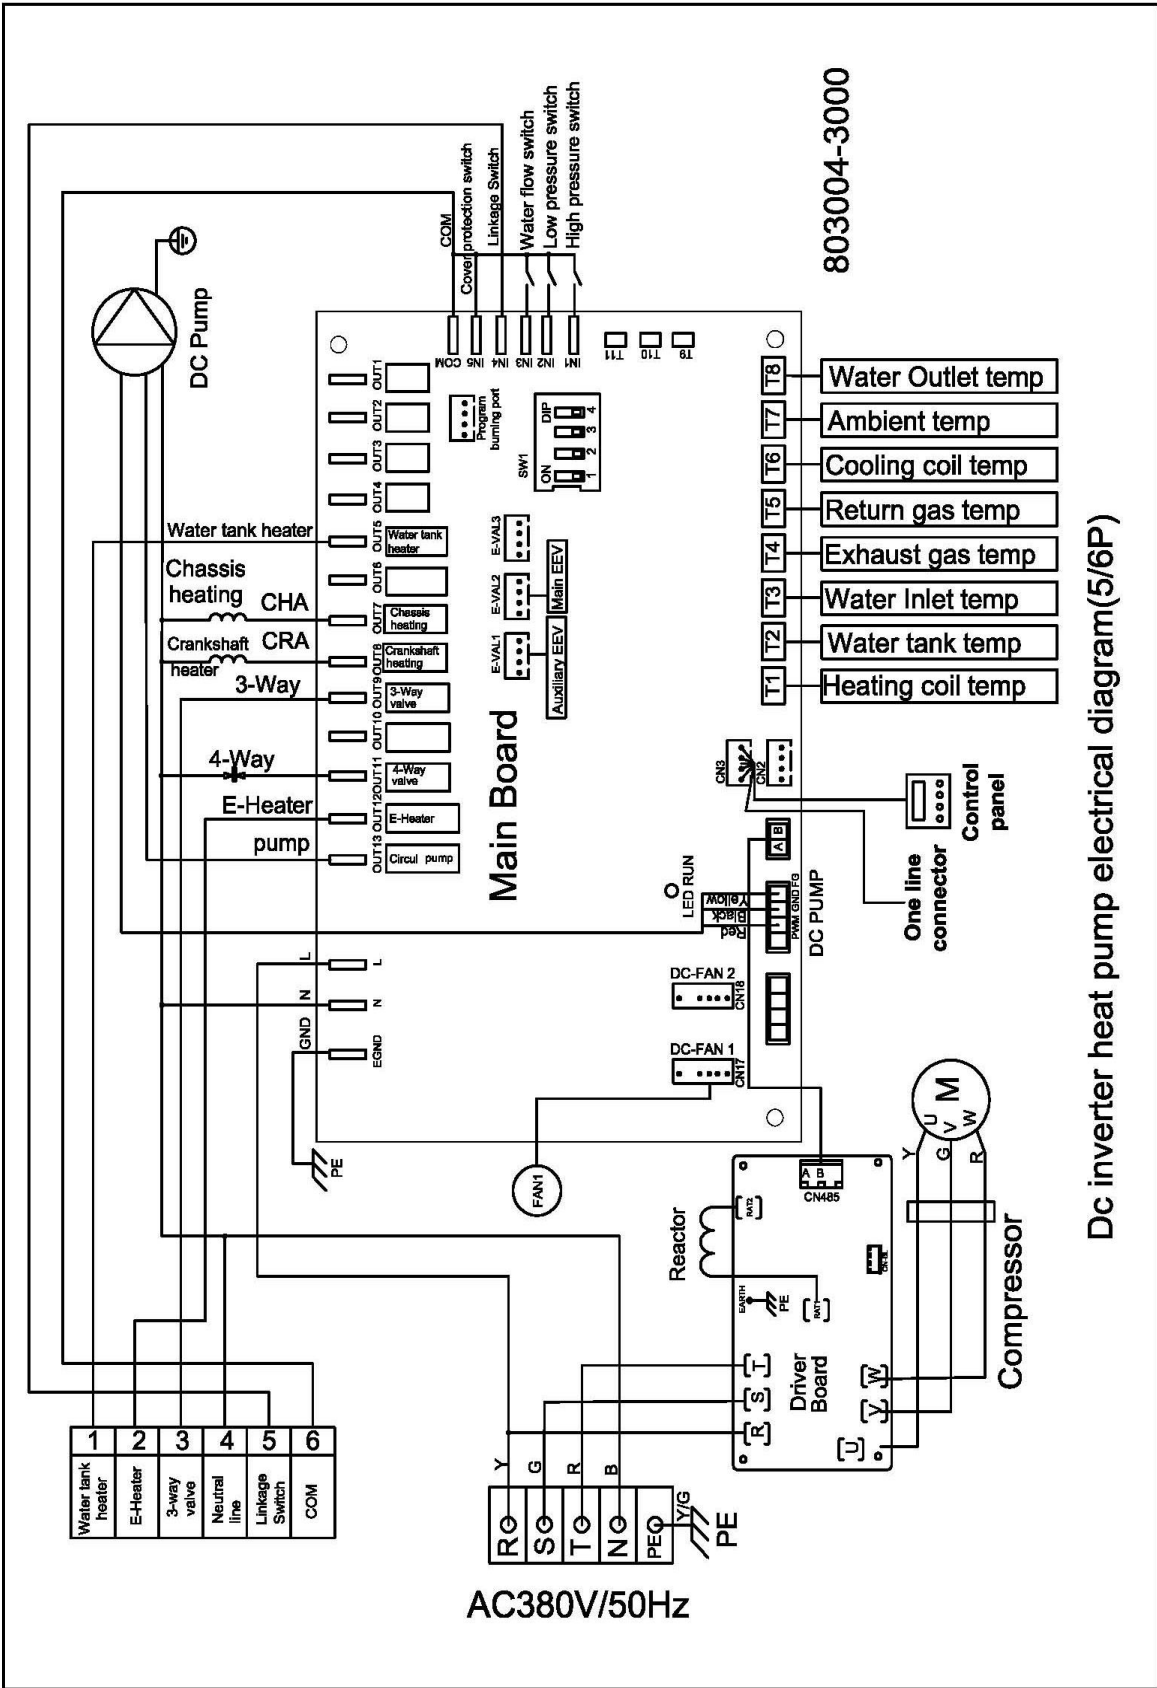 DC Pump
COM
Cover protection switch
Linkage Switch
Water flow switch
Low pressure switch
High pressure switch
803004-3000
COM
IN5
IN4
IN3
IN2
IN1
T11
T10
T9
OUT1
OUT2
OUT3
OUT4
OUT5
OUT6
OUT7
OUT8
OUT9
OUT10
OUT11
OUT12
OUT13
Program
burning port
SW1
ON
DIP
1
2
3
4
Water tank heater
Water tank
heater
Chassis
heating
CHA
Chassis
heating
Crankshaft
heater
CRA
Crankshaft
heating
3-Way
3-Way
valve
4-Way
4-Way
valve
E-Heater
E-Heater
pump
Circul pump
E-VAL3
E-VAL2
E-VAL1
Main EEV
Auxiliary EEV
Main Board
T8
Water Outlet temp
T7
Ambient temp
T6
Cooling coil temp
T5
Return gas temp
T4
Exhaust gas temp
T3
Water Inlet temp
T2
Water tank temp
T1
Heating coil temp
CN3
CN2
Control
panel
One line
connector
A B
LED RUN
Yellow
Black
Red
PWM GND FG
DC PUMP
L
L
N
N
GND
EGND
PE
DC-FAN 2
CN18
DC-FAN 1
CN17
FAN1
M
U
V
W
Y
G
R
Compressor
A B
CN485
CN-BL
Reactor
RAT2
RAT1
EARTH
PE
Driver
Board
T
S
R
W
V
U
1
2
3
4
5
6
Water tank
heater
E-Heater
3-way
valve
Neutral
line
Linkage
Switch
COM
Y
G
R
B
Y/G
R
S
T
N
PE
PE
AC380V/50Hz
Dc inverter heat pump electrical diagram(5/6P)